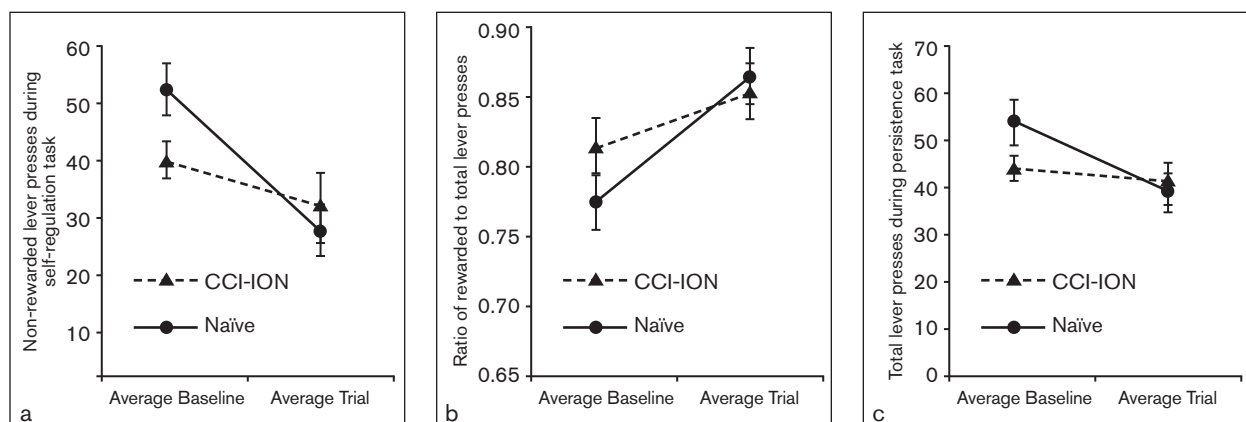 Non-rewarded lever presses during
self-regulation task
60
50
40
30
20
10
CCI-ION
Naïve
Average Baseline
Average Trial
a
Ratio of rewarded to total lever presses
0.90
0.85
0.80
0.75
0.70
0.65
CCI-ION
Naïve
Average Baseline
Average Trial
b
Total lever presses during persistence task
70
60
50
40
30
20
10
0
CCI-ION
Naïve
Average Baseline
Average Trial
c